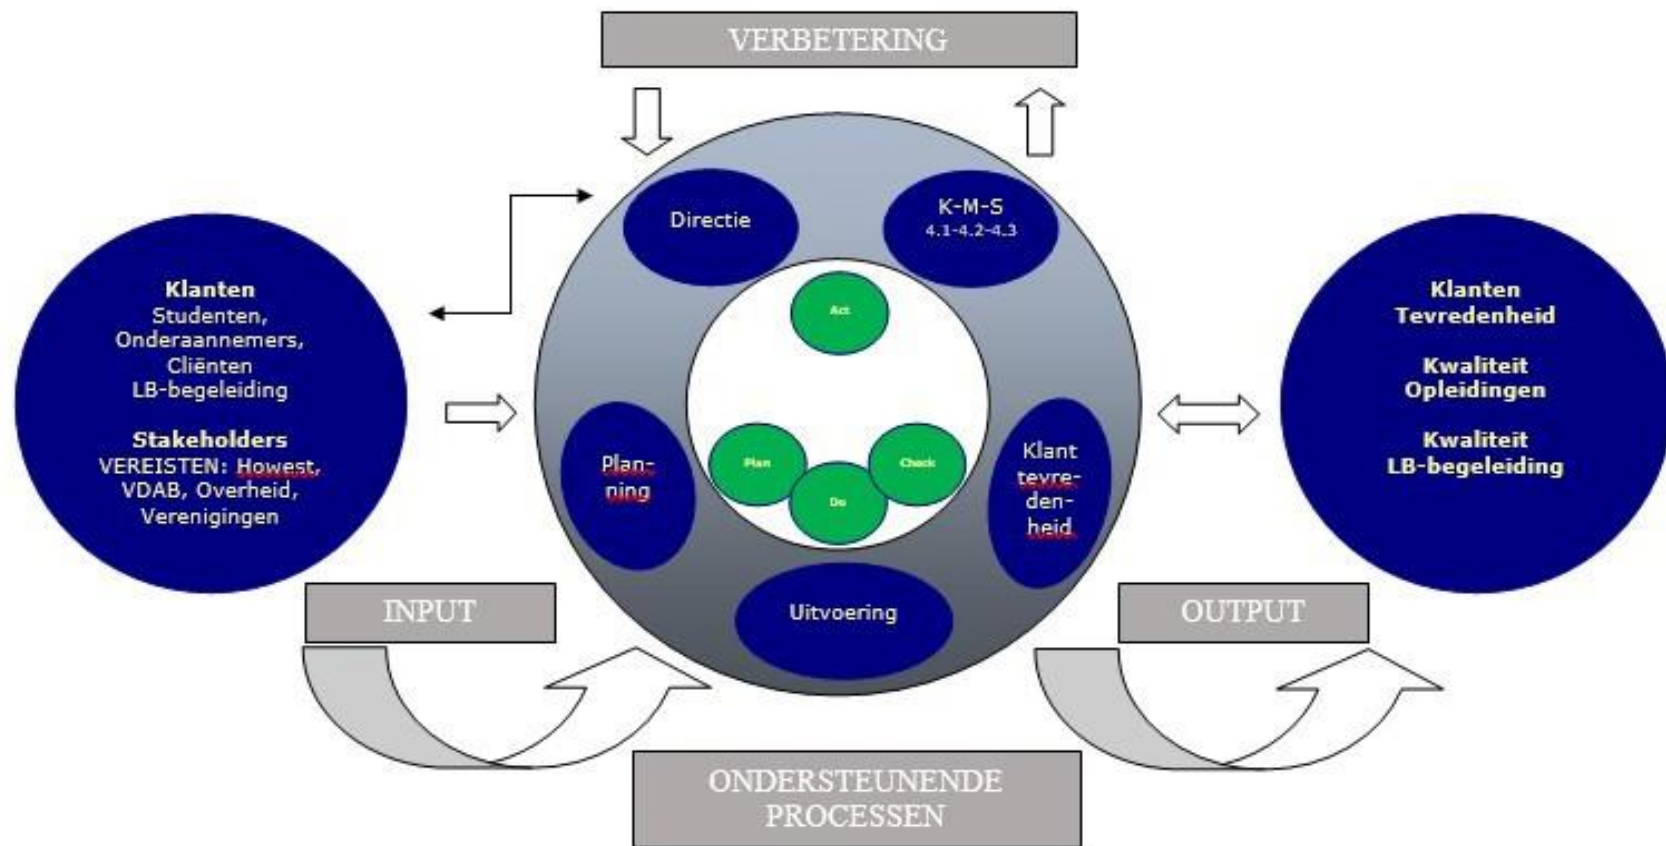 VERBETERING
Directie
K-M-S
4.1-4.2-4.3
Klanten
Studenten,
Onderaannemers,
Cliënten
LB-begeleiding
Stakeholders
VEREISTEN: Howest,
VDAB, Overheid,
Verenigingen
Act
Plan
Do
Check
Plan-
ning
Klant
tevre-
den-
heid
Uitvoering
Klanten
Tevredenheid
Kwaliteit
Opleidingen
Kwaliteit
LB-begeleiding
INPUT
OUTPUT
ONDERSTEUNENDE
PROCESSEN